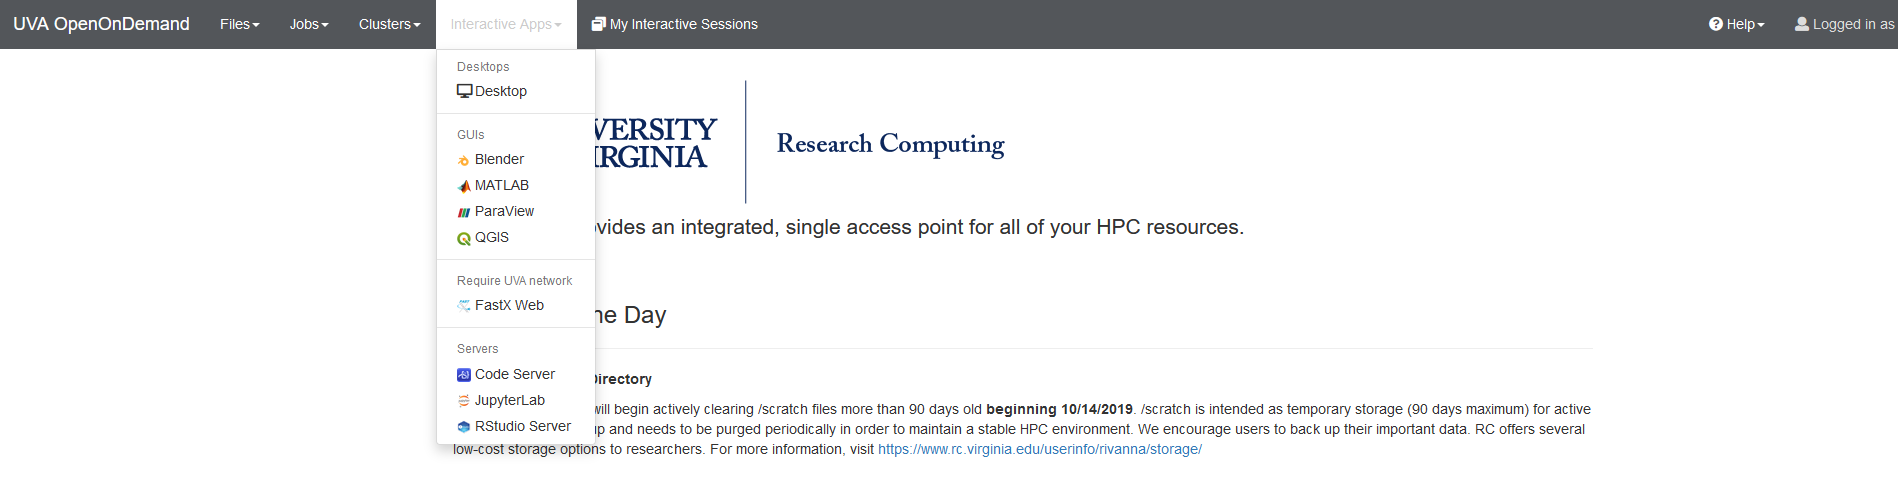 UVA OpenOnDemand Files Jobs Clusters Interactive Apps My Interactive Sessions Help Logged in as
Desktops
Desktop
GUIs
Blender
MATLAB
ParaView
QGIS
Require UVA network
FastX Web
Servers
Code Server
JupyterLab
RStudio Server
VERSITY
IRGINIA
Research Computing
ovides an integrated, single access point for all of your HPC resources.
he Day
Directory
will begin actively clearing /scratch files more than 90 days old beginning 10/14/2019. /scratch is intended as temporary storage (90 days maximum) for active
up and needs to be purged periodically in order to maintain a stable HPC environment. We encourage users to back up their important data. RC offers several
low-cost storage options to researchers. For more information, visit https://www.rc.virginia.edu/userinfo/rivanna/storage/